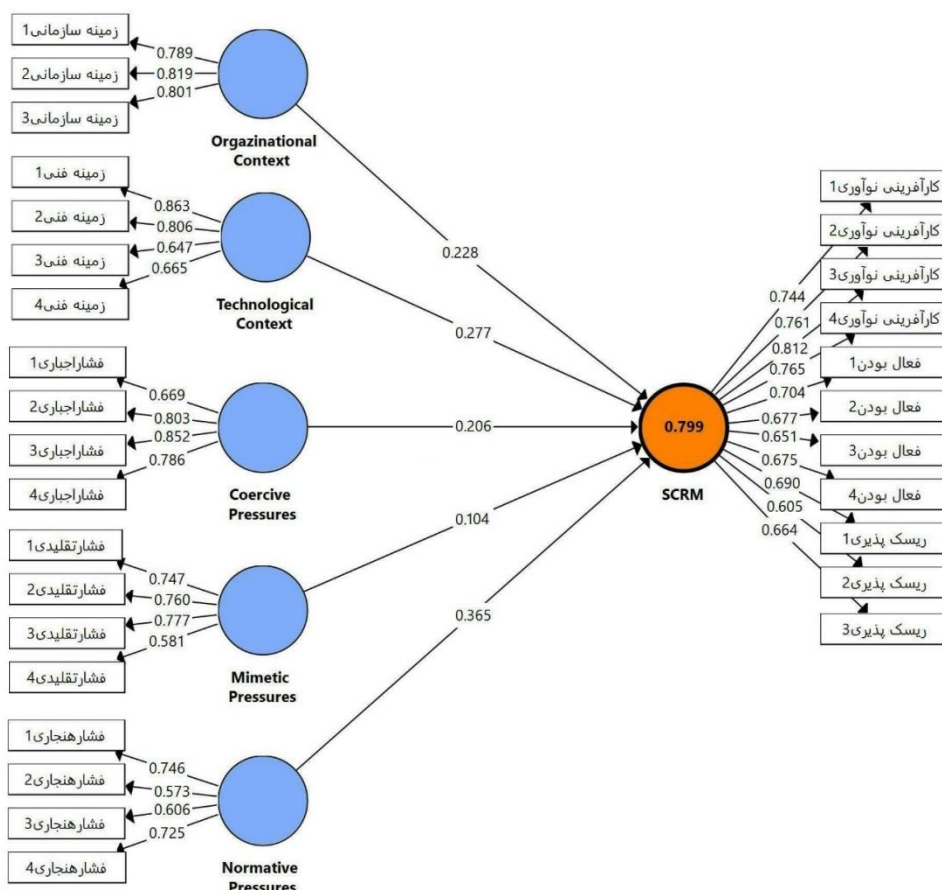 زمینه سازمانی1
زمینه سازمانی2
زمینه سازمانی3
0.789
0.819
0.801
Orgazinational
Context
زمینه فنی1
زمینه فنی2
زمینه فنی3
زمینه فنی4
0.863
0.806
0.647
0.665
Technological
Context
فشاراجباری1
فشاراجباری2
فشاراجباری3
فشاراجباری4
0.669
0.803
0.852
0.786
Coercive
Pressures
فشارتقلیدی1
فشارتقلیدی2
فشارتقلیدی3
فشارتقلیدی4
0.747
0.760
0.777
0.581
Mimetic
Pressures
فشارهنجاری1
فشارهنجاری2
فشارهنجاری3
فشارهنجاری4
0.746
0.573
0.606
0.725
Normative
Pressures
0.228
0.277
0.206
0.104
0.365
0.799
SCRM
0.744
0.761
0.812
0.765
0.704
0.677
0.651
0.675
0.690
0.605
0.664
کارآفرینی نوآوری1
کارآفرینی نوآوری2
کارآفرینی نوآوری3
کارآفرینی نوآوری4
فعال بودن1
فعال بودن2
فعال بودن3
فعال بودن4
ریسک پذیری1
ریسک پذیری2
ریسک پذیری3